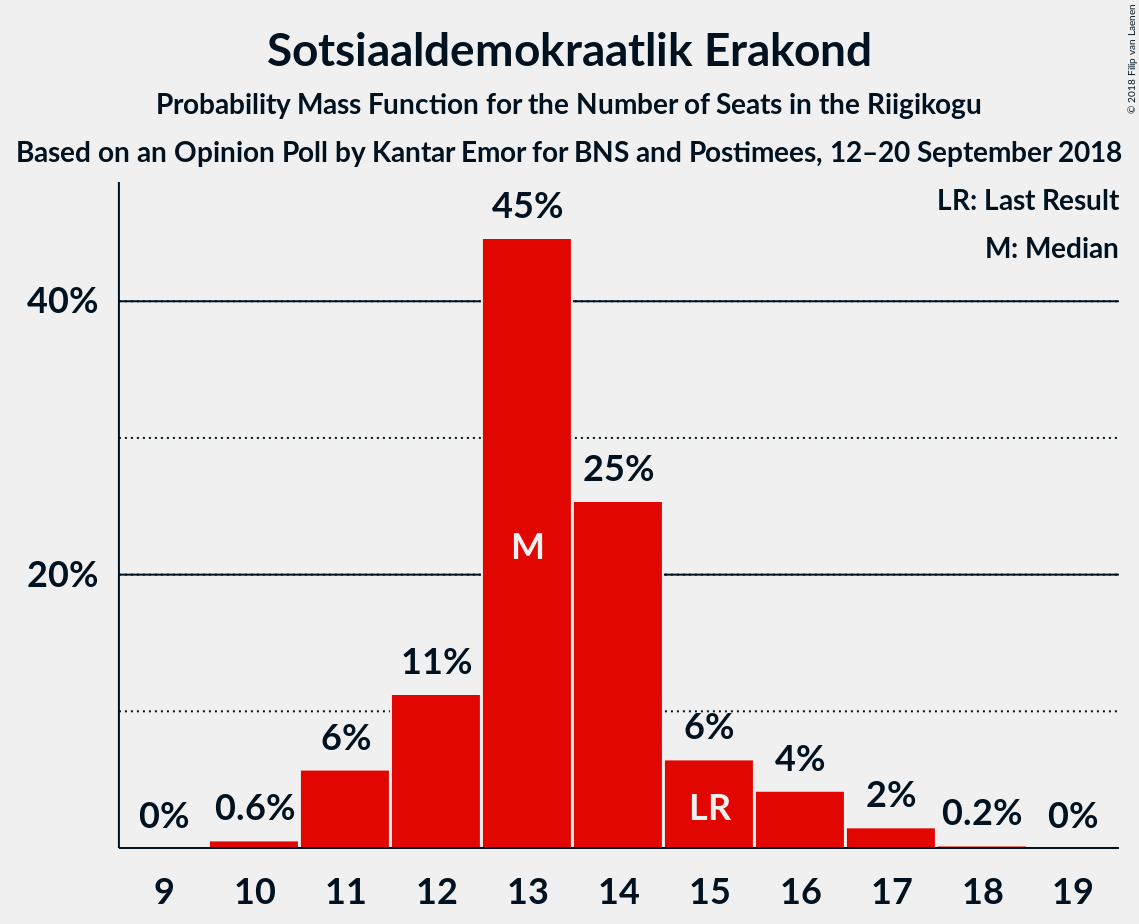 Sotsiaaldemokraatlik Erakond
Probability Mass Function for the Number of Seats in the Riigikogu
Based on an Opinion Poll by Kantar Emor for BNS and Postimees, 12–20 September 2018
© 2018 Filip van Laenen
LR: Last Result
M: Median
45%
40%
25%
M
20%
11%
6%
6%
4%
2%
0%
0.6%
LR
0.2%
0%
9 10 11 12 13 14 15 16 17 18 19